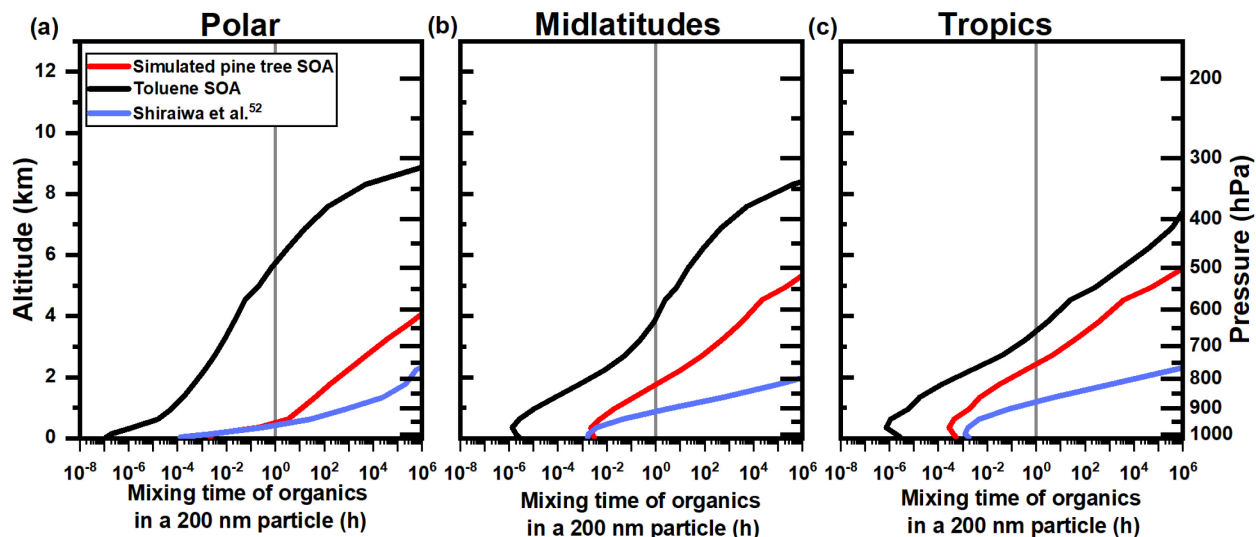 (a) Polar
Simulated pine tree SOA
Toluene SOA
Shiraiwa et al.52
Altitude (km)
12
10
8
6
4
2
0
10-8
10-6
10-4
10-2
100
102
104
106
Mixing time of organics
in a 200 nm particle (h)
(b) Midlatitudes
10-8
10-6
10-4
10-2
100
102
104
106
Mixing time of organics
in a 200 nm particle (h)
(c) Tropics
10-8
10-6
10-4
10-2
100
102
104
106
Mixing time of organics
in a 200 nm particle (h)
200
300
400
500
600
700
800
900
1000
Pressure (hPa)